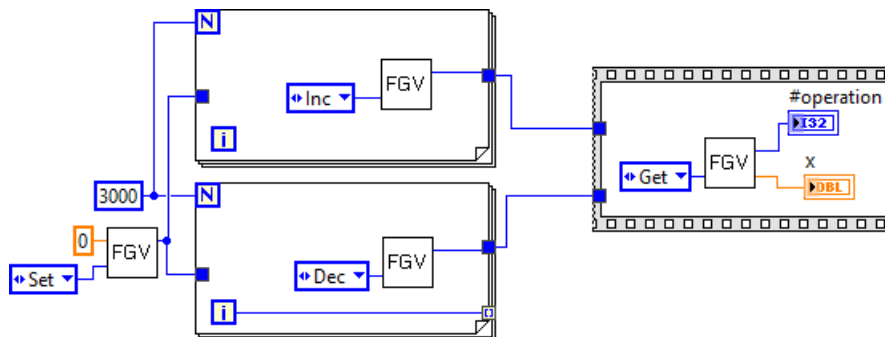 N
Inc
FGV
i
#operation
I32
x
Get
FGV
DBL
3000
N
0
FGV
Set
Dec
FGV
i